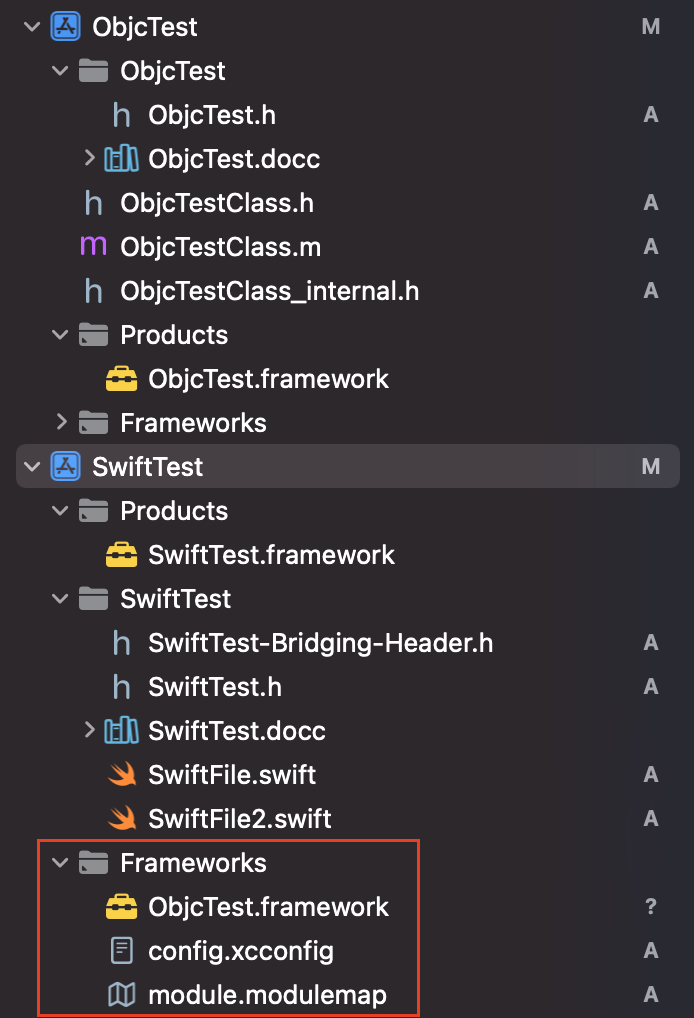 ObjcTest M
ObjcTest
h ObjcTest.h A
ObjcTest.docc
h ObjcTestClass.h A
m ObjcTestClass.m A
h ObjcTestClass_internal.h A
Products
ObjcTest.framework
Frameworks
SwiftTest M
Products
SwiftTest.framework
SwiftTest
h SwiftTest-Bridging-Header.h A
h SwiftTest.h A
SwiftTest.docc
SwiftFile.swift A
SwiftFile2.swift A
Frameworks
ObjcTest.framework ?
config.xcconfig A
module.modulemap A